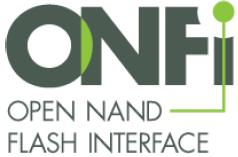 ONFi
OPEN NAND
FLASH INTERFACE